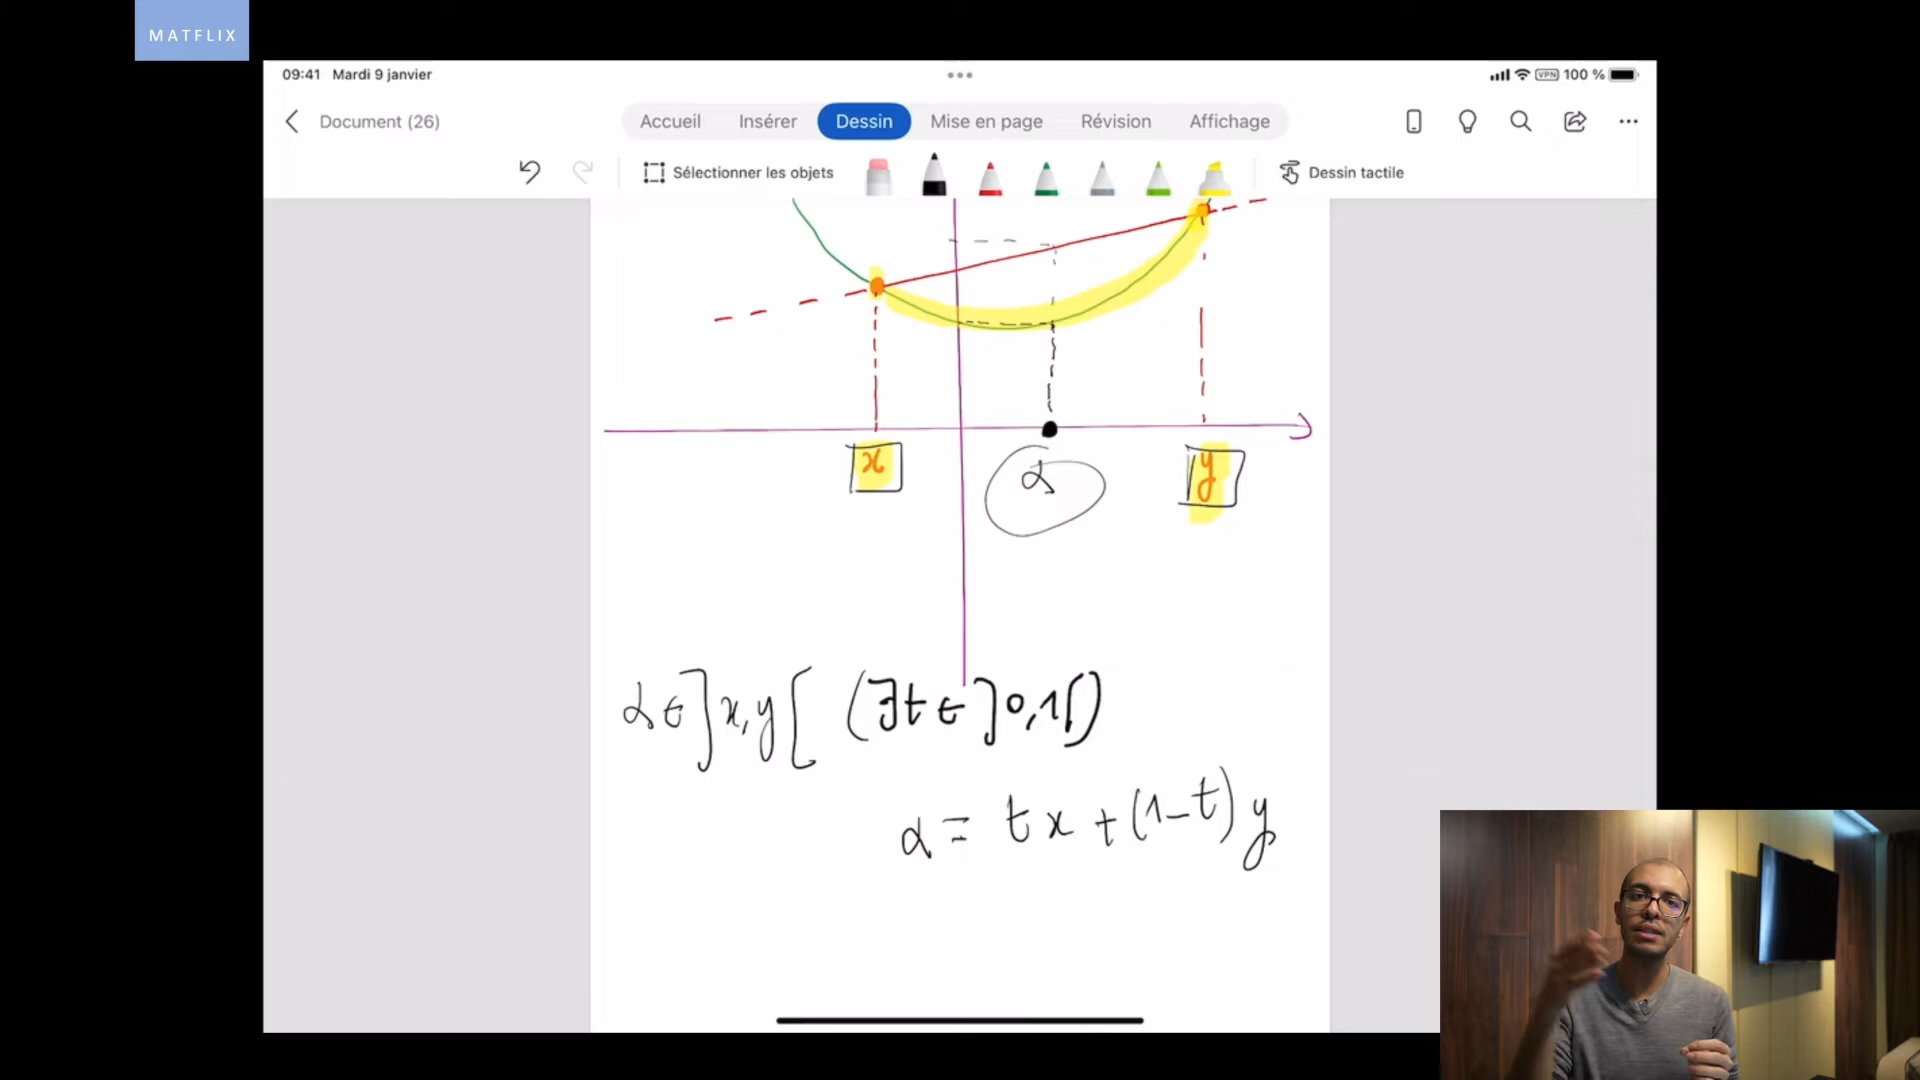 MATFLIX
09:41 Mardi 9 janvier
VPN 100 %
Document (26)
Accueil Insérer Dessin Mise en page Révision Affichage
Sélectionner les objets
Dessin tactile
x α y
α ∈ ]x,y[ (∃t ∈ ]0,1[)
α = tx + (1-t)y